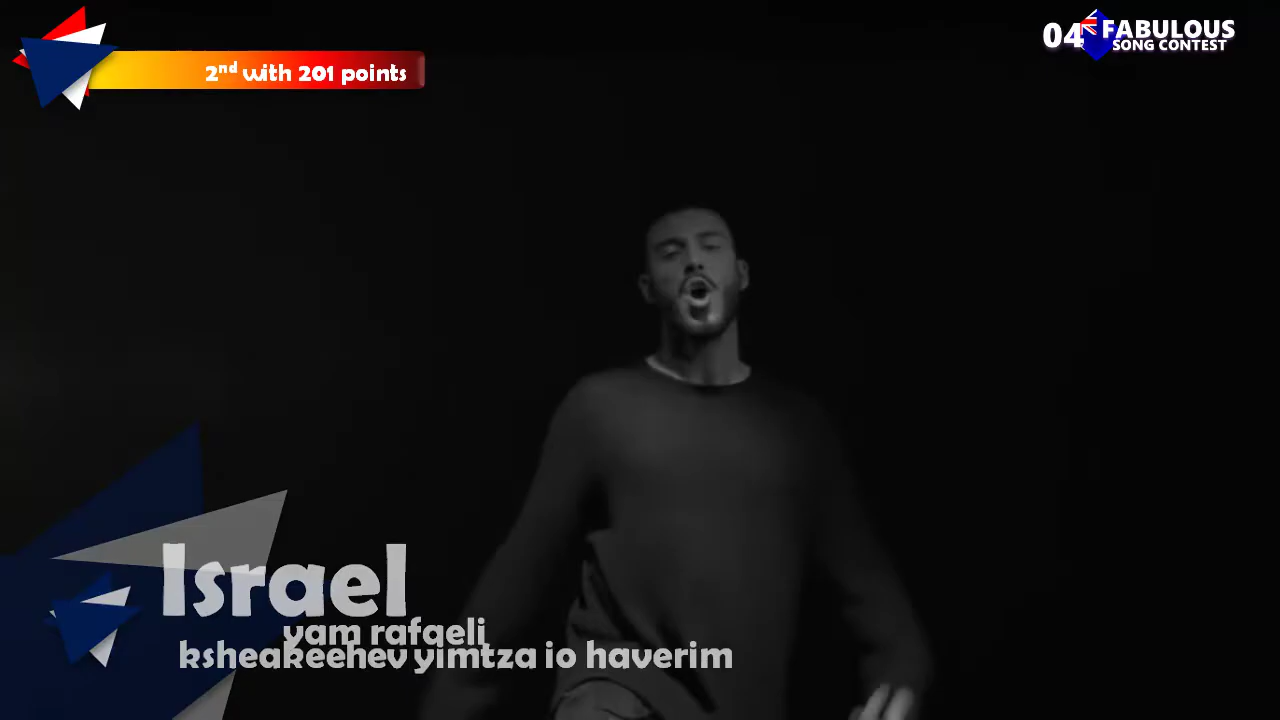 2nd with 201 points
04 FABULOUS
SONG CONTEST
Israel
yam rafaeli
ksheakeehev yimtza io haverim